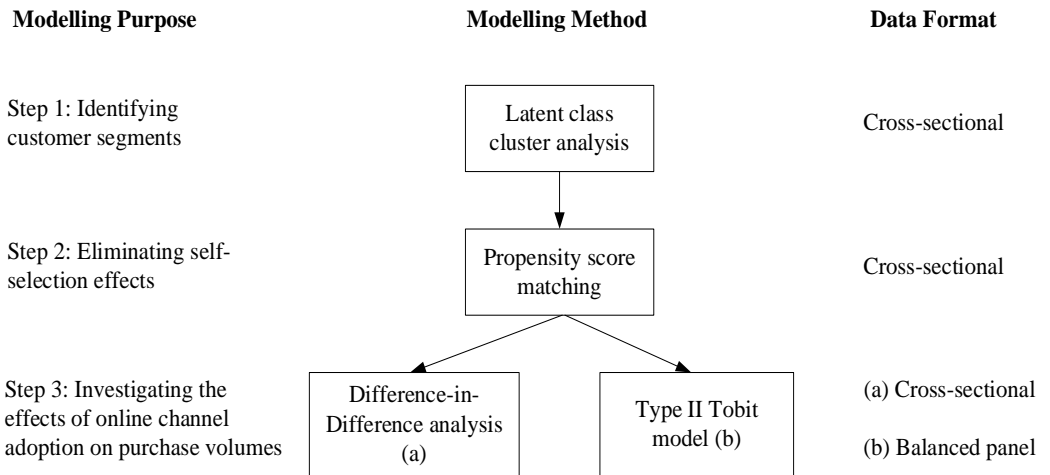 Modelling Purpose
Modelling Method
Data Format
Step 1: Identifying
customer segments
Latent class
cluster analysis
Cross-sectional
Step 2: Eliminating self-
selection effects
Propensity score
matching
Cross-sectional
Step 3: Investigating the
effects of online channel
adoption on purchase volumes
Difference-in-
Difference analysis
(a)
Type II Tobit
model (b)
(a) Cross-sectional
(b) Balanced panel